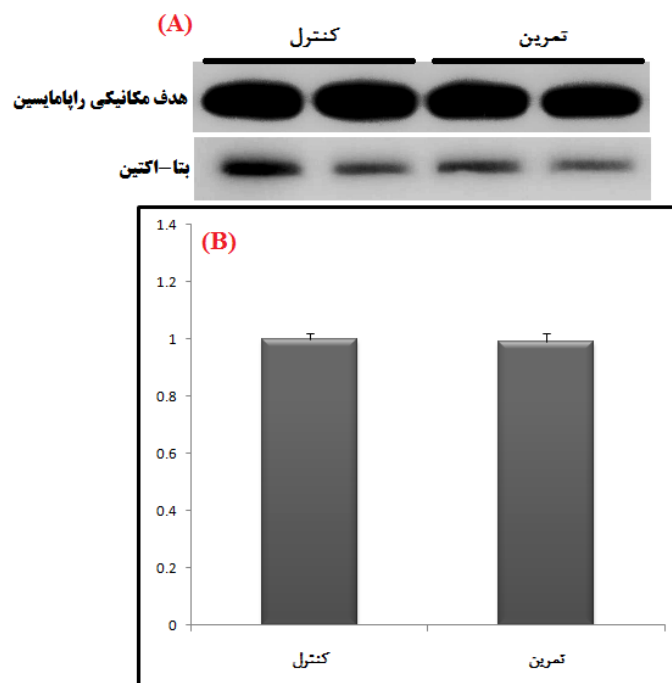 (A)
کنترل
تمرین
هدف مکانیکی راپامایسین
بتا-اکتین
(B)
1.4
1.2
1
0.8
0.6
0.4
0.2
0
کنترل
تمرین